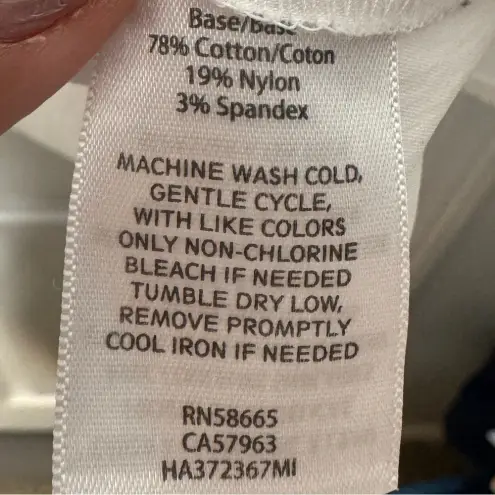 Base/Base
78% Cotton/Coton
19% Nylon
3% Spandex
MACHINE WASH COLD,
GENTLE CYCLE,
WITH LIKE COLORS
ONLY NON-CHLORINE
BLEACH IF NEEDED
TUMBLE DRY LOW,
REMOVE PROMPTLY
COOL IRON IF NEEDED
RN58665
CA57963
HA372367MI